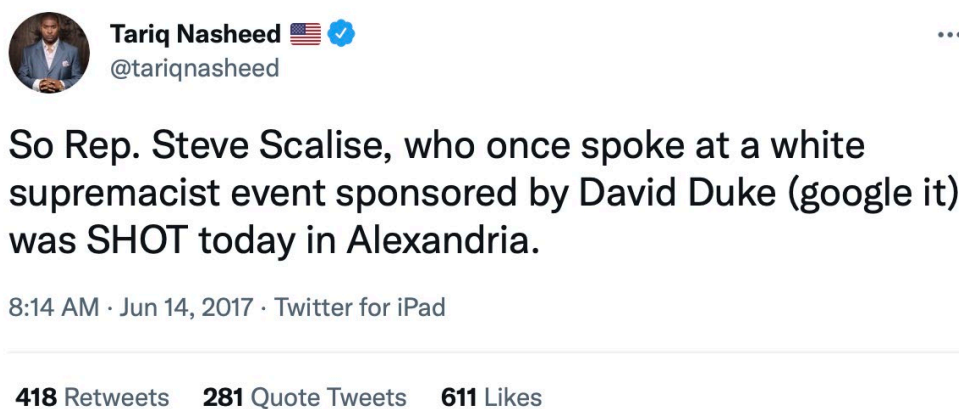 Tariq Nasheed 🇺🇸
@tariqnasheed
So Rep. Steve Scalise, who once spoke at a white
supremacist event sponsored by David Duke (google it)
was SHOT today in Alexandria.
8:14 AM · Jun 14, 2017 · Twitter for iPad
418 Retweets 281 Quote Tweets 611 Likes